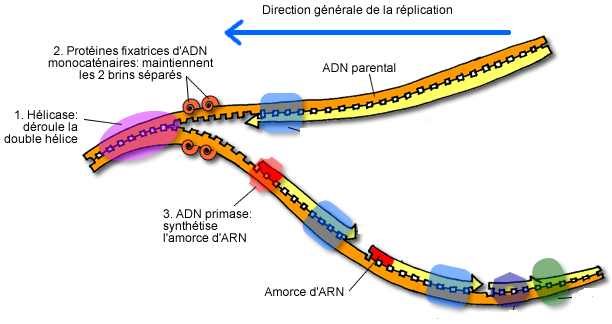 Direction générale de la réplication
2. Protéines fixatrices d'ADN
monocaténaires: maintiennent
les 2 brins séparés
ADN parental
1. Hélicase:
déroule la
double hélice
3. ADN primase:
synthétise
l'amorce d'ARN
Amorce d'ARN